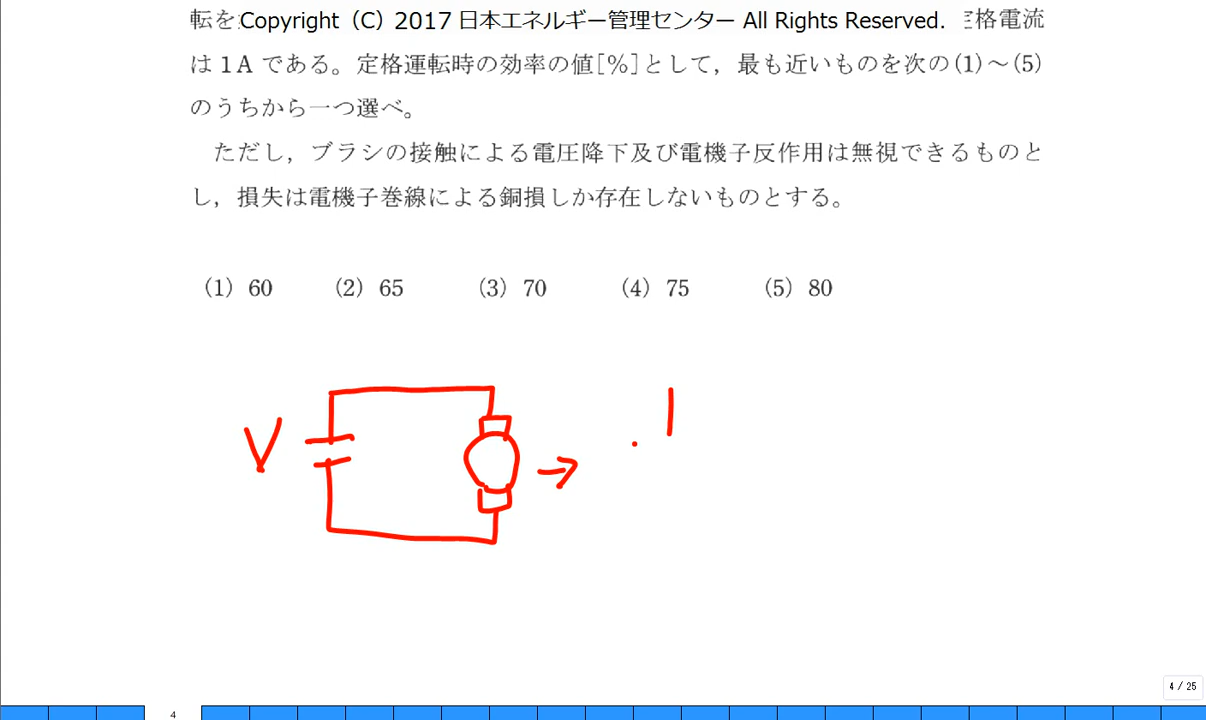 転を Copyright (C) 2017 日本エネルギー管理センター All Rights Reserved. 定格電流
は 1 A である。定格運転時の効率の値[%]として，最も近いものを次の(1)～(5)
のうちから一つ選べ。
ただし，ブラシの接触による電圧降下及び電機子反作用は無視できるものと
し，損失は電機子巻線による銅損しか存在しないものとする。
(1) 60 (2) 65 (3) 70 (4) 75 (5) 80
V
4 / 25
4